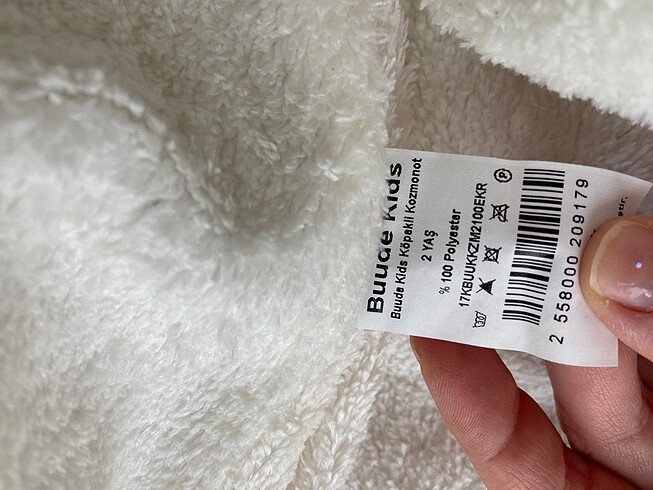 Buude Kids
Buude Kids Köpekli Kozmonot
2 YAŞ
% 100 Polyester
17KBUUKKZM2100EKR
P
2 558000 209179